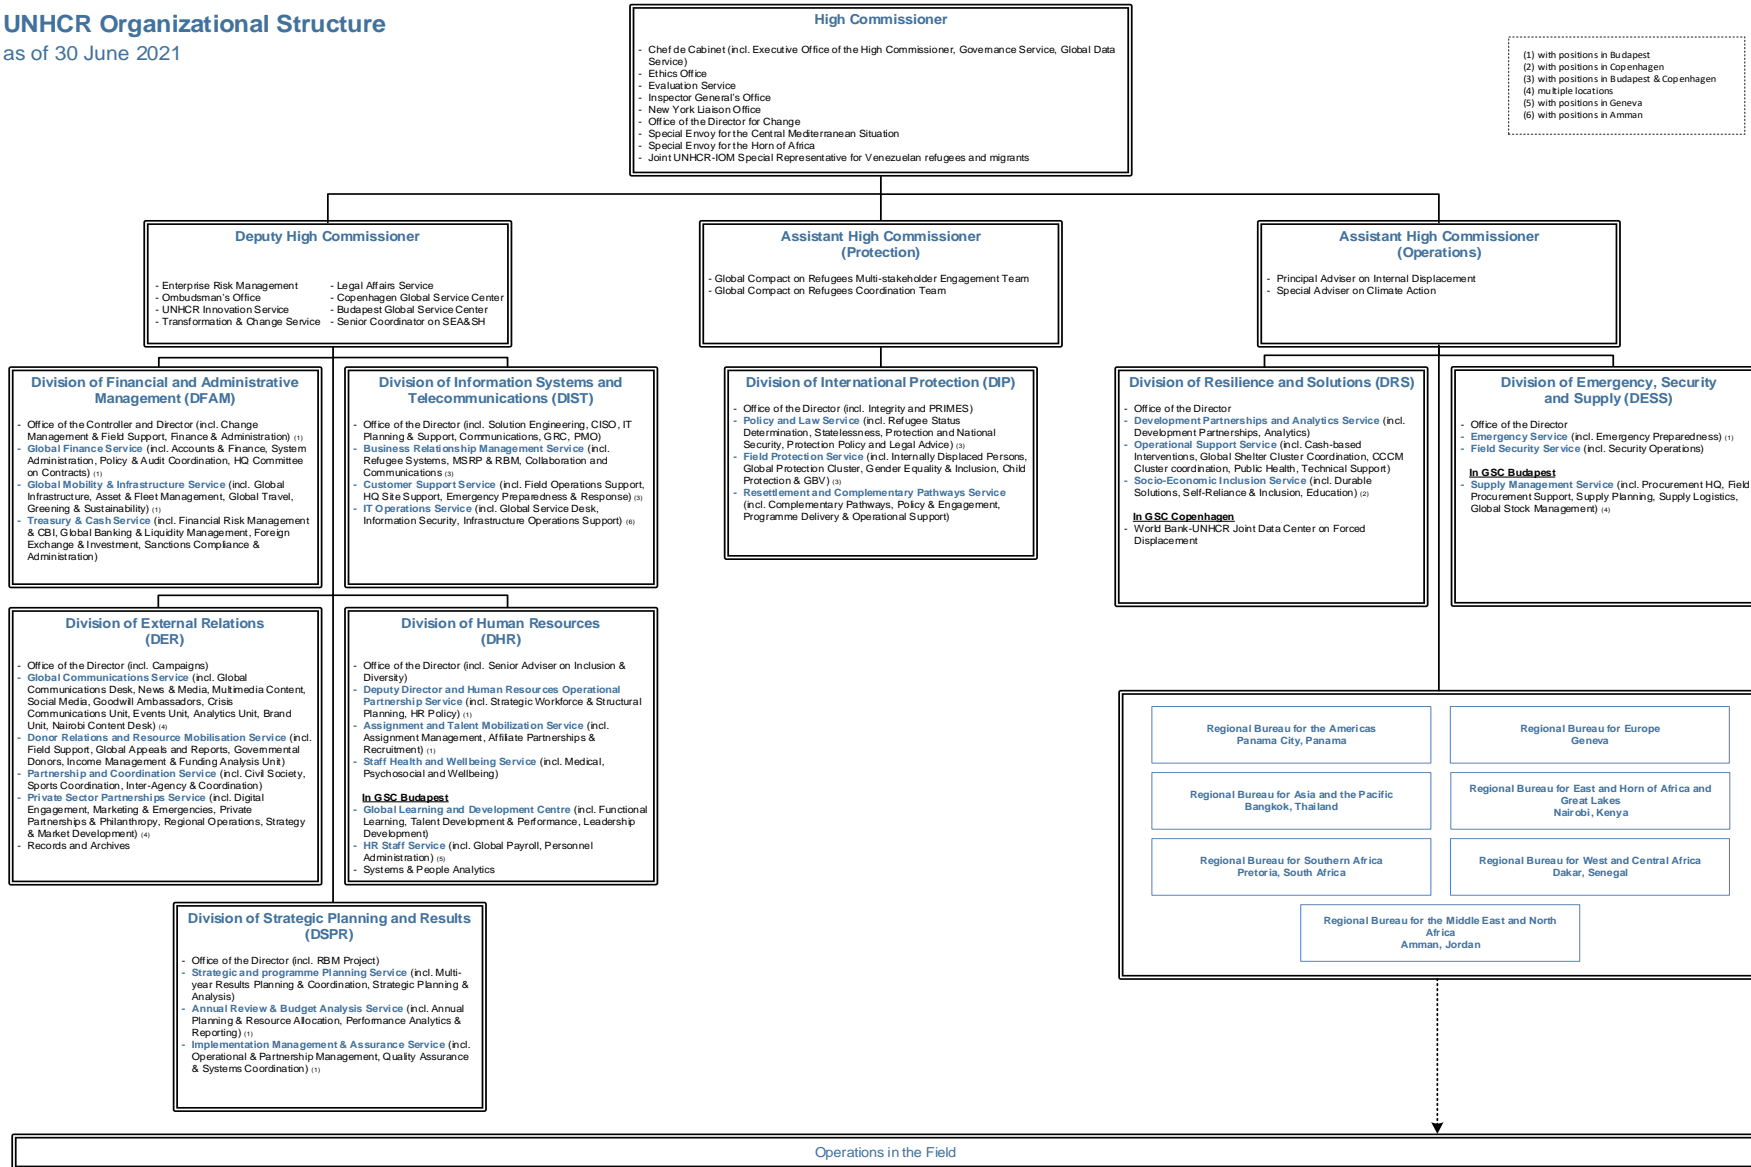 UNHCR Organizational Structure
as of 30 June 2021
High Commissioner
- Chef de Cabinet (incl. Executive Office of the High Commissioner, Governance Service, Global Data
Service)
- Ethics Office
- Evaluation Service
- Inspector General's Office
- New York Liaison Office
- Office of the Director for Change
- Special Envoy for the Central Mediterranean Situation
- Special Envoy for the Horn of Africa
- Joint UNHCR-IOM Special Representative for Venezuelan refugees and migrants
(1) with positions in Budapest
(2) with positions in Copenhagen
(3) with positions in Budapest & Copenhagen
(4) multiple locations
(5) with positions in Geneva
(6) with positions in Amman
Deputy High Commissioner
- Enterprise Risk Management
- Ombudsman's Office
- UNHCR Innovation Service
- Transformation & Change Service
- Legal Affairs Service
- Copenhagen Global Service Center
- Budapest Global Service Center
- Senior Coordinator on SEA&SH
Assistant High Commissioner
(Protection)
- Global Compact on Refugees Multi-stakeholder Engagement Team
- Global Compact on Refugees Coordination Team
Assistant High Commissioner
(Operations)
- Principal Adviser on Internal Displacement
- Special Adviser on Climate Action
Division of Financial and Administrative
Management (DFAM)
- Office of the Controller and Director (incl. Change
Management & Field Support, Finance & Administration) (1)
- Global Finance Service (incl. Accounts & Finance, System
Administration, Policy & Audit Coordination, HQ Committee
on Contracts) (1)
- Global Mobility & Infrastructure Service (incl. Global
Infrastructure, Asset & Fleet Management, Global Travel,
Greening & Sustainability) (1)
- Treasury & Cash Service (incl. Financial Risk Management
& CBI, Global Banking & Liquidity Management, Foreign
Exchange & Investment, Sanctions Compliance &
Administration)
Division of Information Systems and
Telecommunications (DIST)
- Office of the Director (incl. Solution Engineering, CISO, IT
Planning & Support, Communications, GRC, PMO)
- Business Relationship Management Service (incl.
Refugee Systems, MSRP & RBM, Collaboration and
Communications (3)
- Customer Support Service (incl. Field Operations Support,
HQ Site Support, Emergency Preparedness & Response) (3)
- IT Operations Service (incl. Global Service Desk,
Information Security, Infrastructure Operations Support) (6)
Division of International Protection (DIP)
- Office of the Director (incl. Integrity and PRIMES)
- Policy and Law Service (incl. Refugee Status
Determination, Statelessness, Protection and National
Security, Protection Policy and Legal Advice) (3)
- Field Protection Service (incl. Internally Displaced Persons,
Global Protection Cluster, Gender Equality & Inclusion, Child
Protection & GBV) (3)
- Resettlement and Complementary Pathways Service
(incl. Complementary Pathways, Policy & Engagement,
Programme Delivery & Operational Support)
Division of Resilience and Solutions (DRS)
- Office of the Director
- Development Partnerships and Analytics Service (incl.
Development Partnerships, Analytics)
- Operational Support Service (incl. Cash-based
Interventions, Global Shelter Cluster Coordination, CCCM
Cluster coordination, Public Health, Technical Support)
- Socio-Economic Inclusion Service (incl. Durable
Solutions, Self-Reliance & Inclusion, Education) (2)
In GSC Copenhagen
- World Bank-UNHCR Joint Data Center on Forced
Displacement
Division of Emergency, Security
and Supply (DESS)
- Office of the Director
- Emergency Service (incl. Emergency Preparedness) (1)
- Field Security Service (incl. Security Operations)
In GSC Budapest
- Supply Management Service (incl. Procurement HQ, Field
Procurement Support, Supply Planning, Supply Logistics,
Global Stock Management) (4)
Division of External Relations
(DER)
- Office of the Director (incl. Campaigns)
- Global Communications Service (incl. Global
Communications Desk, News & Media, Multimedia Content,
Social Media, Goodwill Ambassadors, Crisis
Communications Unit, Events Unit, Analytics Unit, Brand
Unit, Nairobi Content Desk) (4)
- Donor Relations and Resource Mobilisation Service (incl.
Field Support, Global Appeals and Reports, Governmental
Donors, Income Management & Funding Analysis Unit)
- Partnership and Coordination Service (incl. Civil Society,
Sports Coordination, Inter-Agency & Coordination)
- Private Sector Partnerships Service (incl. Digital
Engagement, Marketing & Emergencies, Private
Partnerships & Philanthropy, Regional Operations, Strategy
& Market Development) (4)
- Records and Archives
Division of Human Resources
(DHR)
- Office of the Director (incl. Senior Adviser on Inclusion &
Diversity)
- Deputy Director and Human Resources Operational
Partnership Service (incl. Strategic Workforce & Structural
Planning, HR Policy) (1)
- Assignment and Talent Mobilization Service (incl.
Assignment Management, Affiliate Partnerships &
Recruitment) (1)
- Staff Health and Wellbeing Service (incl. Medical,
Psychosocial and Wellbeing)
In GSC Budapest
- Global Learning and Development Centre (incl. Functional
Learning, Talent Development & Performance, Leadership
Development)
- HR Staff Service (incl. Global Payroll, Personnel
Administration) (5)
- Systems & People Analytics
Regional Bureau for the Americas
Panama City, Panama
Regional Bureau for Europe
Geneva
Regional Bureau for Asia and the Pacific
Bangkok, Thailand
Regional Bureau for East and Horn of Africa and
Great Lakes
Nairobi, Kenya
Regional Bureau for Southern Africa
Pretoria, South Africa
Regional Bureau for West and Central Africa
Dakar, Senegal
Regional Bureau for the Middle East and North
Africa
Amman, Jordan
Division of Strategic Planning and Results
(DSPR)
- Office of the Director (incl. RBM Project)
- Strategic and programme Planning Service (incl. Multi-
year Results Planning & Coordination, Strategic Planning &
Analysis)
- Annual Review & Budget Analysis Service (incl. Annual
Planning & Resource Allocation, Performance Analytics &
Reporting) (1)
- Implementation Management & Assurance Service (incl.
Operational & Partnership Management, Quality Assurance
& Systems Coordination) (1)
Operations in the Field